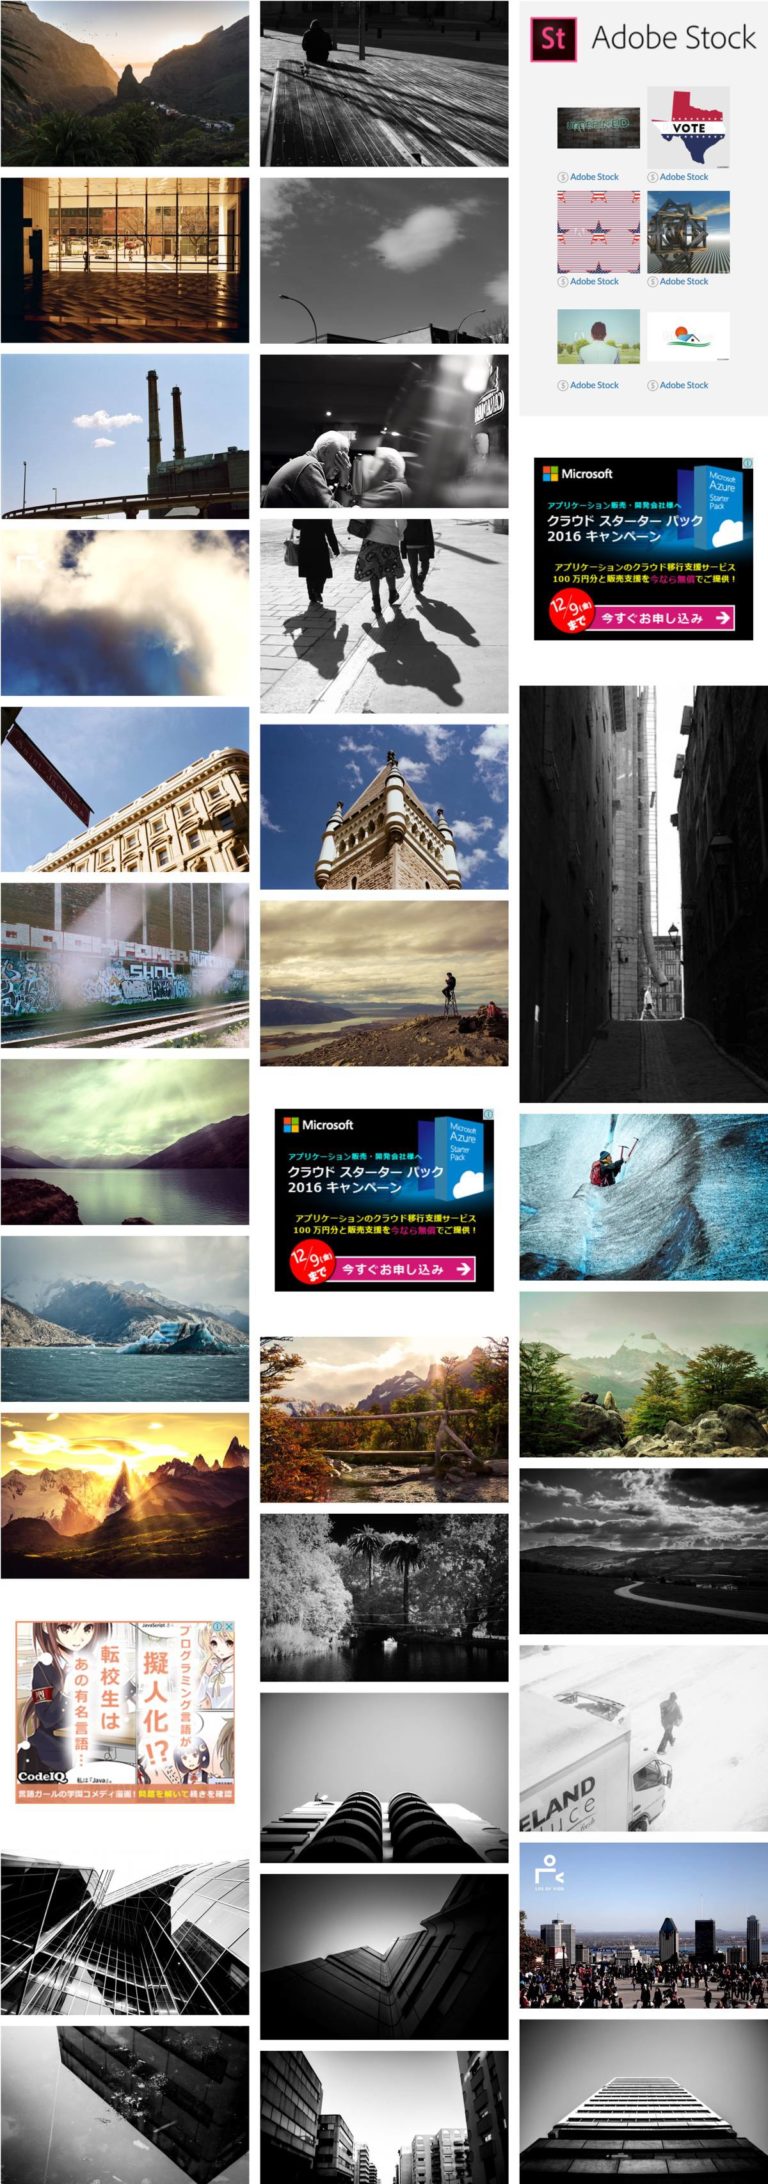 St Adobe Stock
VOTE
Adobe Stock
Adobe Stock
Adobe Stock
Adobe Stock
Adobe Stock
Adobe Stock
Microsoft
Microsoft
Azure
Starter
Pack
アプリケーション販売・開発会社様へ
クラウド スターター パック
2016 キャンペーン
アプリケーションのクラウド移行支援サービス
100 万円分と販売支援を今なら無償でご提供！
12/9(金)
まで
今すぐお申し込み
Saint Jacques
SHOK
Microsoft
Microsoft
Azure
Starter
Pack
アプリケーション販売・開発会社様へ
クラウド スターター パック
2016 キャンペーン
アプリケーションのクラウド移行支援サービス
100 万円分と販売支援を今なら無償でご提供！
12/9(金)
まで
今すぐお申し込み
JavaScript
プログラミング言語が
擬人化!?
転校生は
あの有名言語…
CodeIQ
私は「Java」。
言語ガールの学園コメディ漫画！問題を解いて続きを確認
ELAND
uce
fresh
LIFE OF PIX